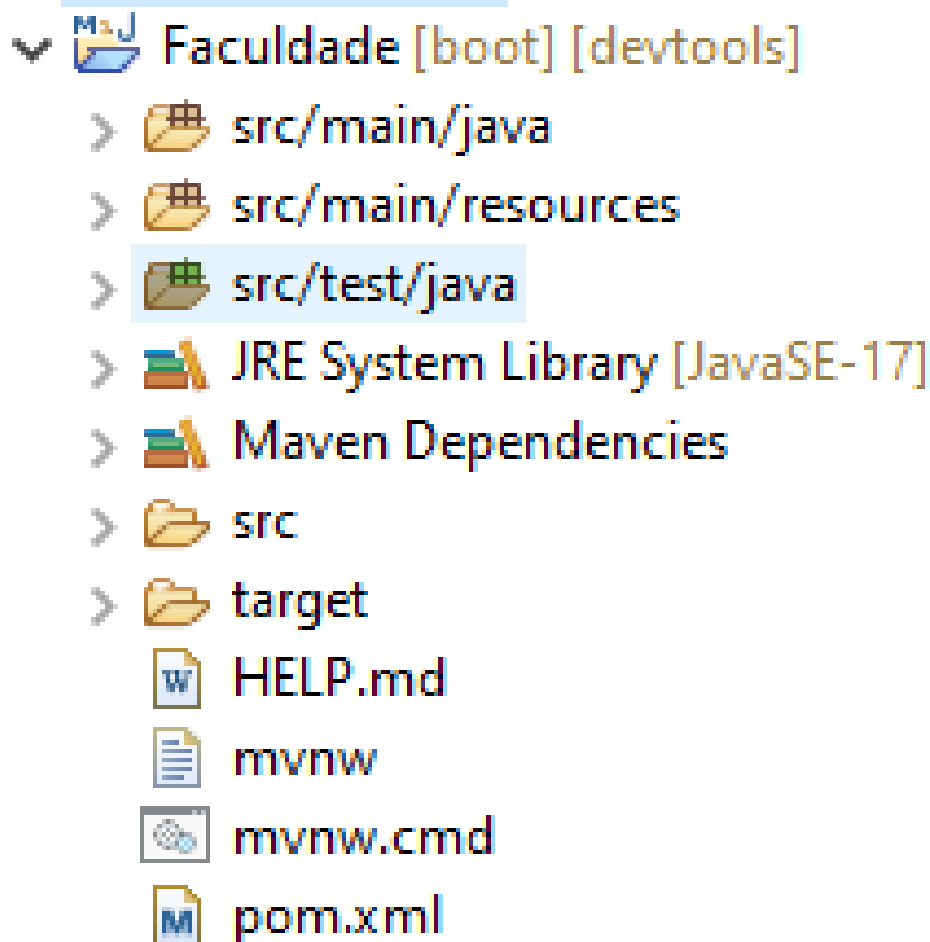 Faculdade [boot] [devtools]
src/main/java
src/main/resources
src/test/java
JRE System Library [JavaSE-17]
Maven Dependencies
src
target
HELP.md
mvnw
mvnw.cmd
pom.xml